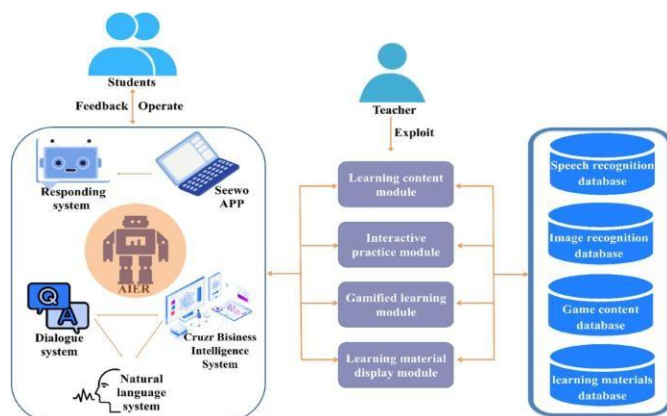 Students
Feedback
Operate
Responding
system
Seewo
APP
AIER
Q
A
Dialogue
system
Cruzr Bisiness
Intelligence
System
Natural
language
system
Teacher
Exploit
Learning content
module
Interactive
practice module
Gamified learning
module
Learning material
display module
Speech recognition
database
Image recognition
database
Game content
database
learning materials
database